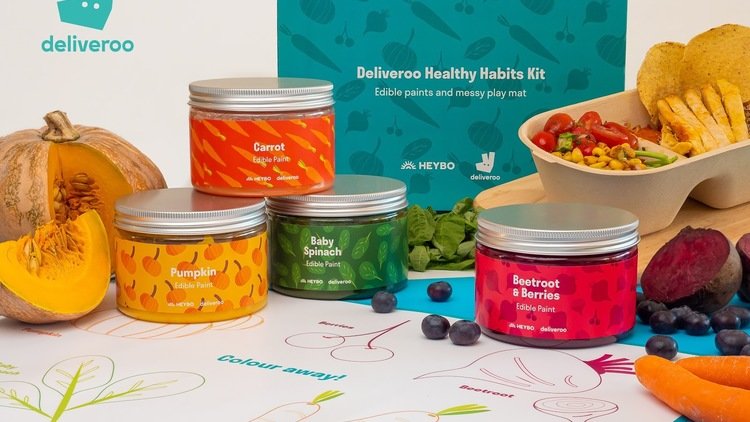 deliveroo
Deliveroo Healthy Habits Kit
Edible paints and messy play mat
HEYBO
deliveroo
Carrot
Edible Paint
HEYBO deliveroo
Pumpkin
Edible Paint
HEYBO deliveroo
Baby
Spinach
Edible Paint
HEYBO deliveroo
Beetroot
& Berries
Edible Paint
HEYBO deliveroo
Berries
Colour away!
Beetroot